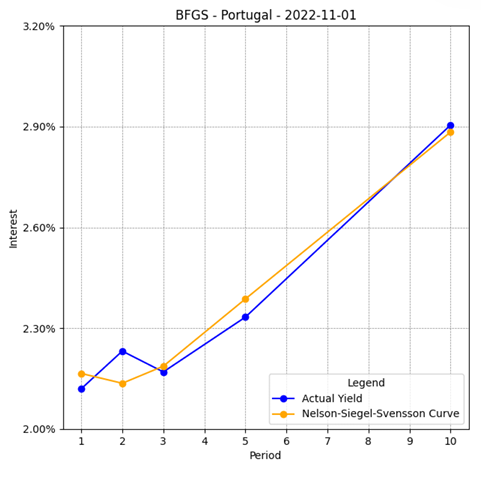 BFGS - Portugal - 2022-11-01
3.20%
2.90%
2.60%
2.30%
2.00%
Interest
1 2 3 4 5 6 7 8 9 10
Period
Legend
Actual Yield
Nelson-Siegel-Svensson Curve